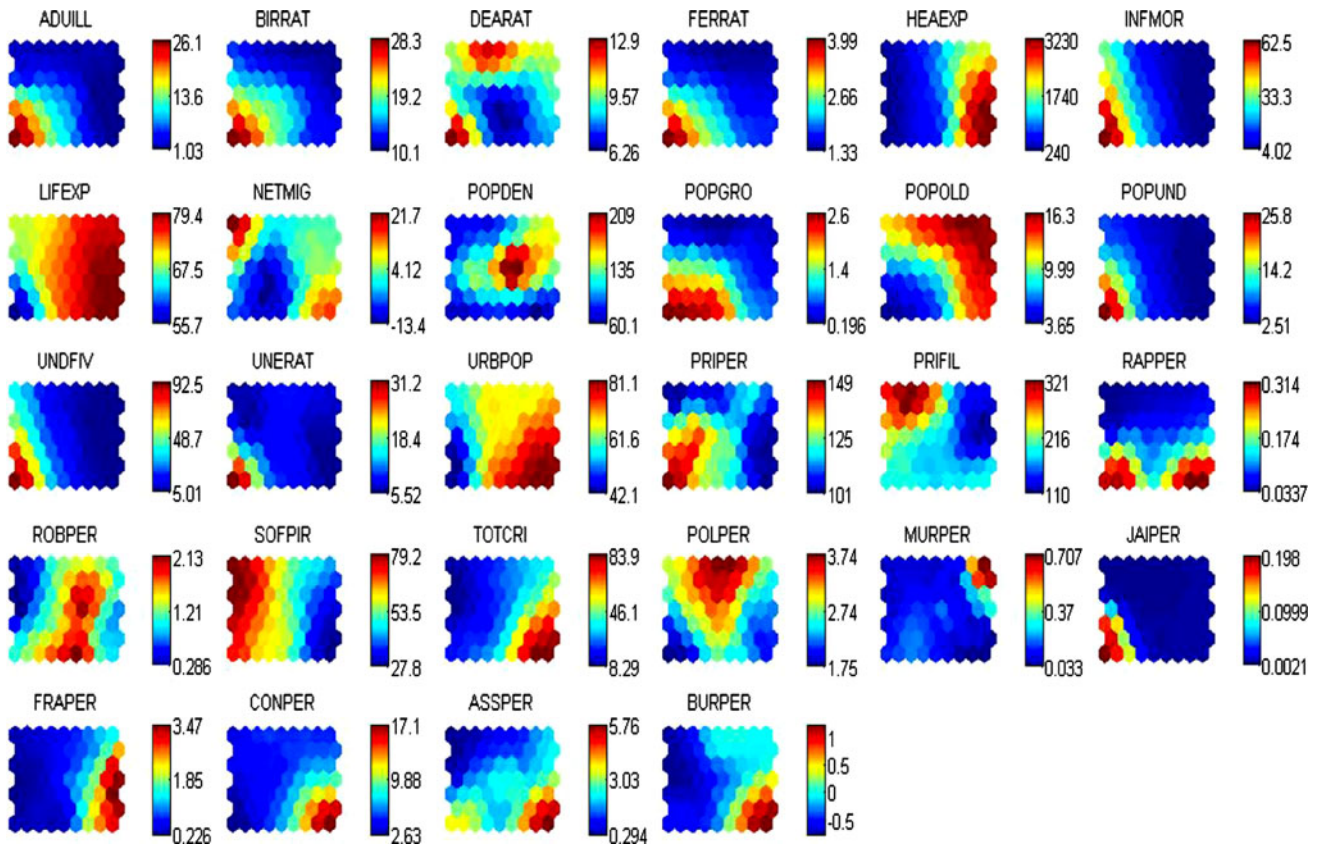 ADUILL BIRRAT DEARAT FERRAT HEAEXP INFMOR
26.1 28.3 12.9 3.99 3230 62.5
13.6 19.2 9.57 2.66 1740 33.3
1.03 10.1 6.26 1.33 240 4.02
LIFEXP NETMIG POPDEN POPGRO POPOLD POPUND
79.4 21.7 209 2.6 16.3 25.8
67.5 4.12 135 1.4 9.99 14.2
55.7 -13.4 60.1 0.196 3.65 2.51
UNDFIV UNERAT URBPOP PRIPER PRIFIL RAPPER
92.5 31.2 81.1 149 321 0.314
48.7 18.4 61.6 125 216 0.174
5.01 5.52 42.1 101 110 0.0337
ROBPER SOFPIR TOTCRI POLPER MURPER JAIPER
2.13 79.2 83.9 3.74 0.707 0.198
1.21 53.5 46.1 2.74 0.37 0.0999
0.286 27.8 8.29 1.75 0.033 0.0021
FRAPER CONPER ASSPER BURPER
3.47 17.1 5.76 1
1.85 9.88 3.03 0.5
0
0.226 2.63 0.294 -0.5